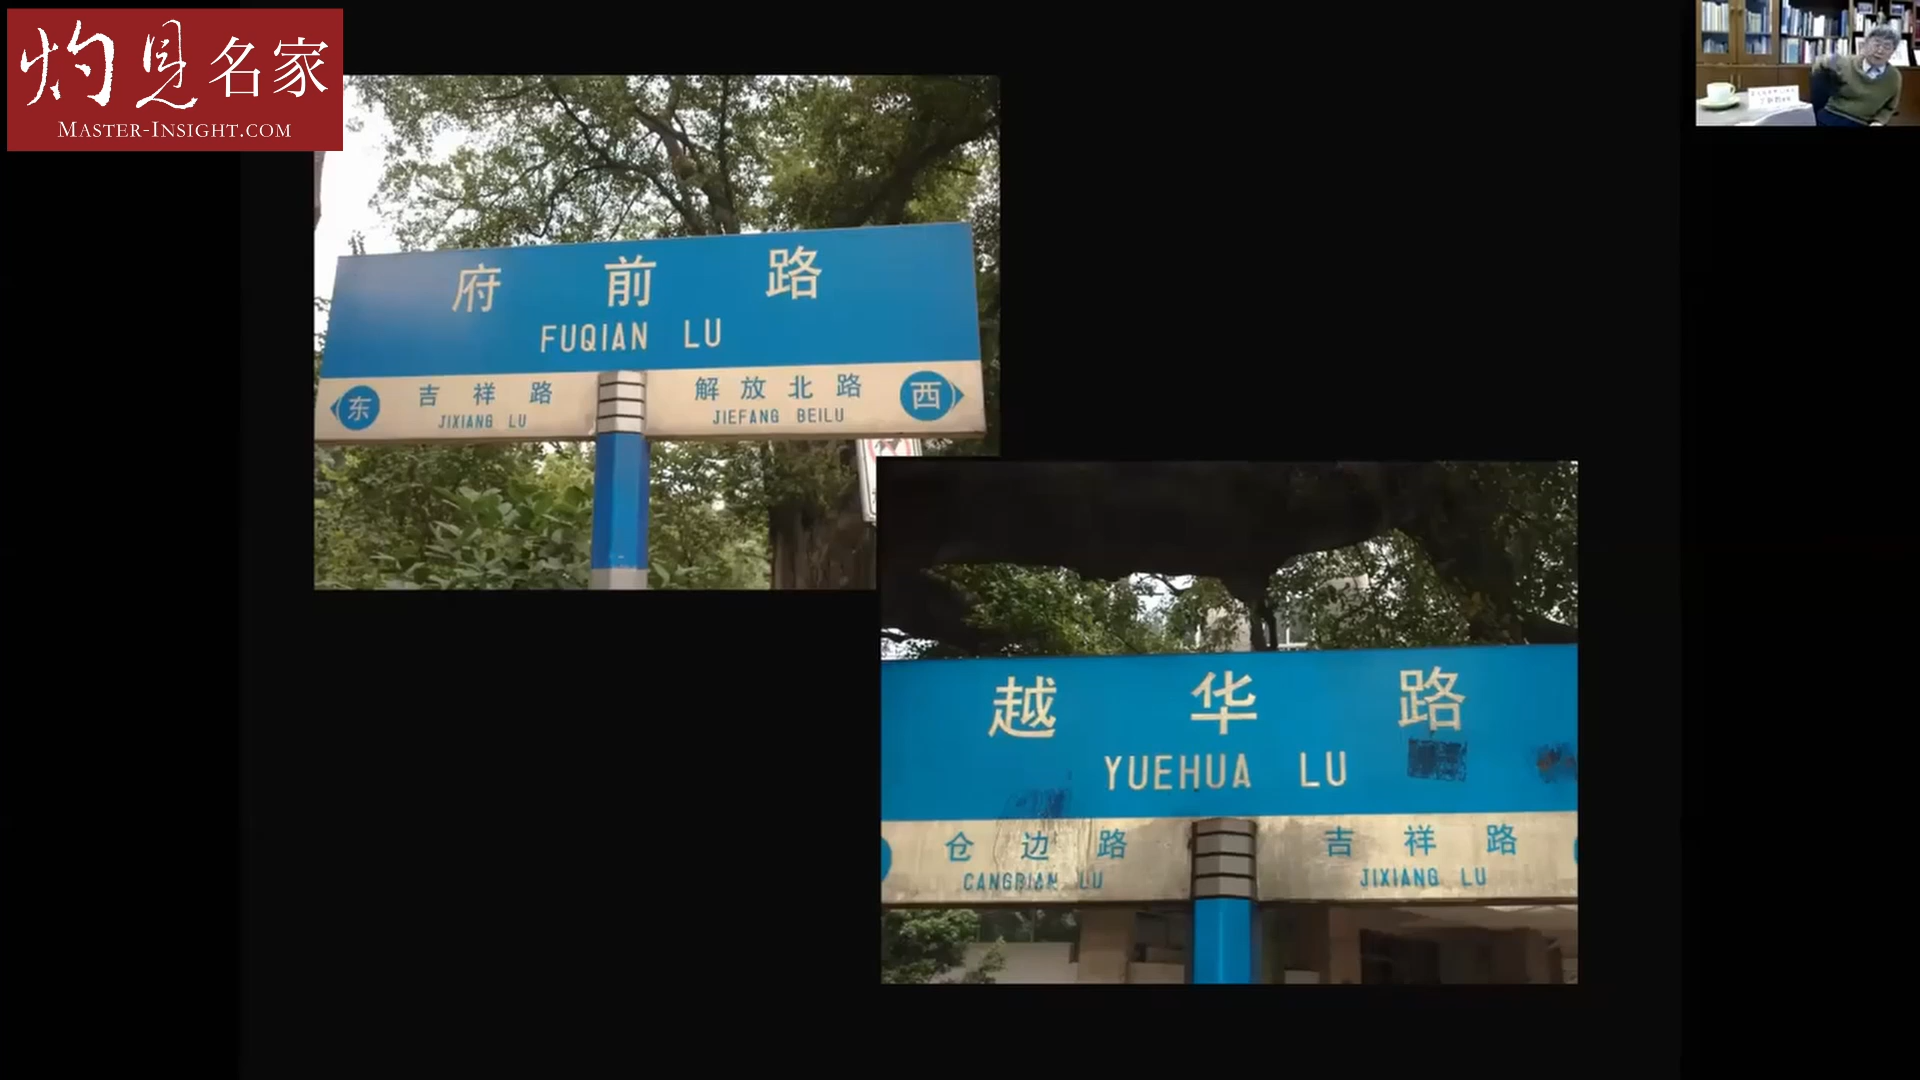 灼見名家
MASTER-INSIGHT.COM
府前路
FUQIAN LU
东 吉祥路 解放北路 西
JIXIANG LU JIEFANG BEILU
越华路
YUEHUA LU
仓边路 吉祥路
CANGBIAN LU JIXIANG LU